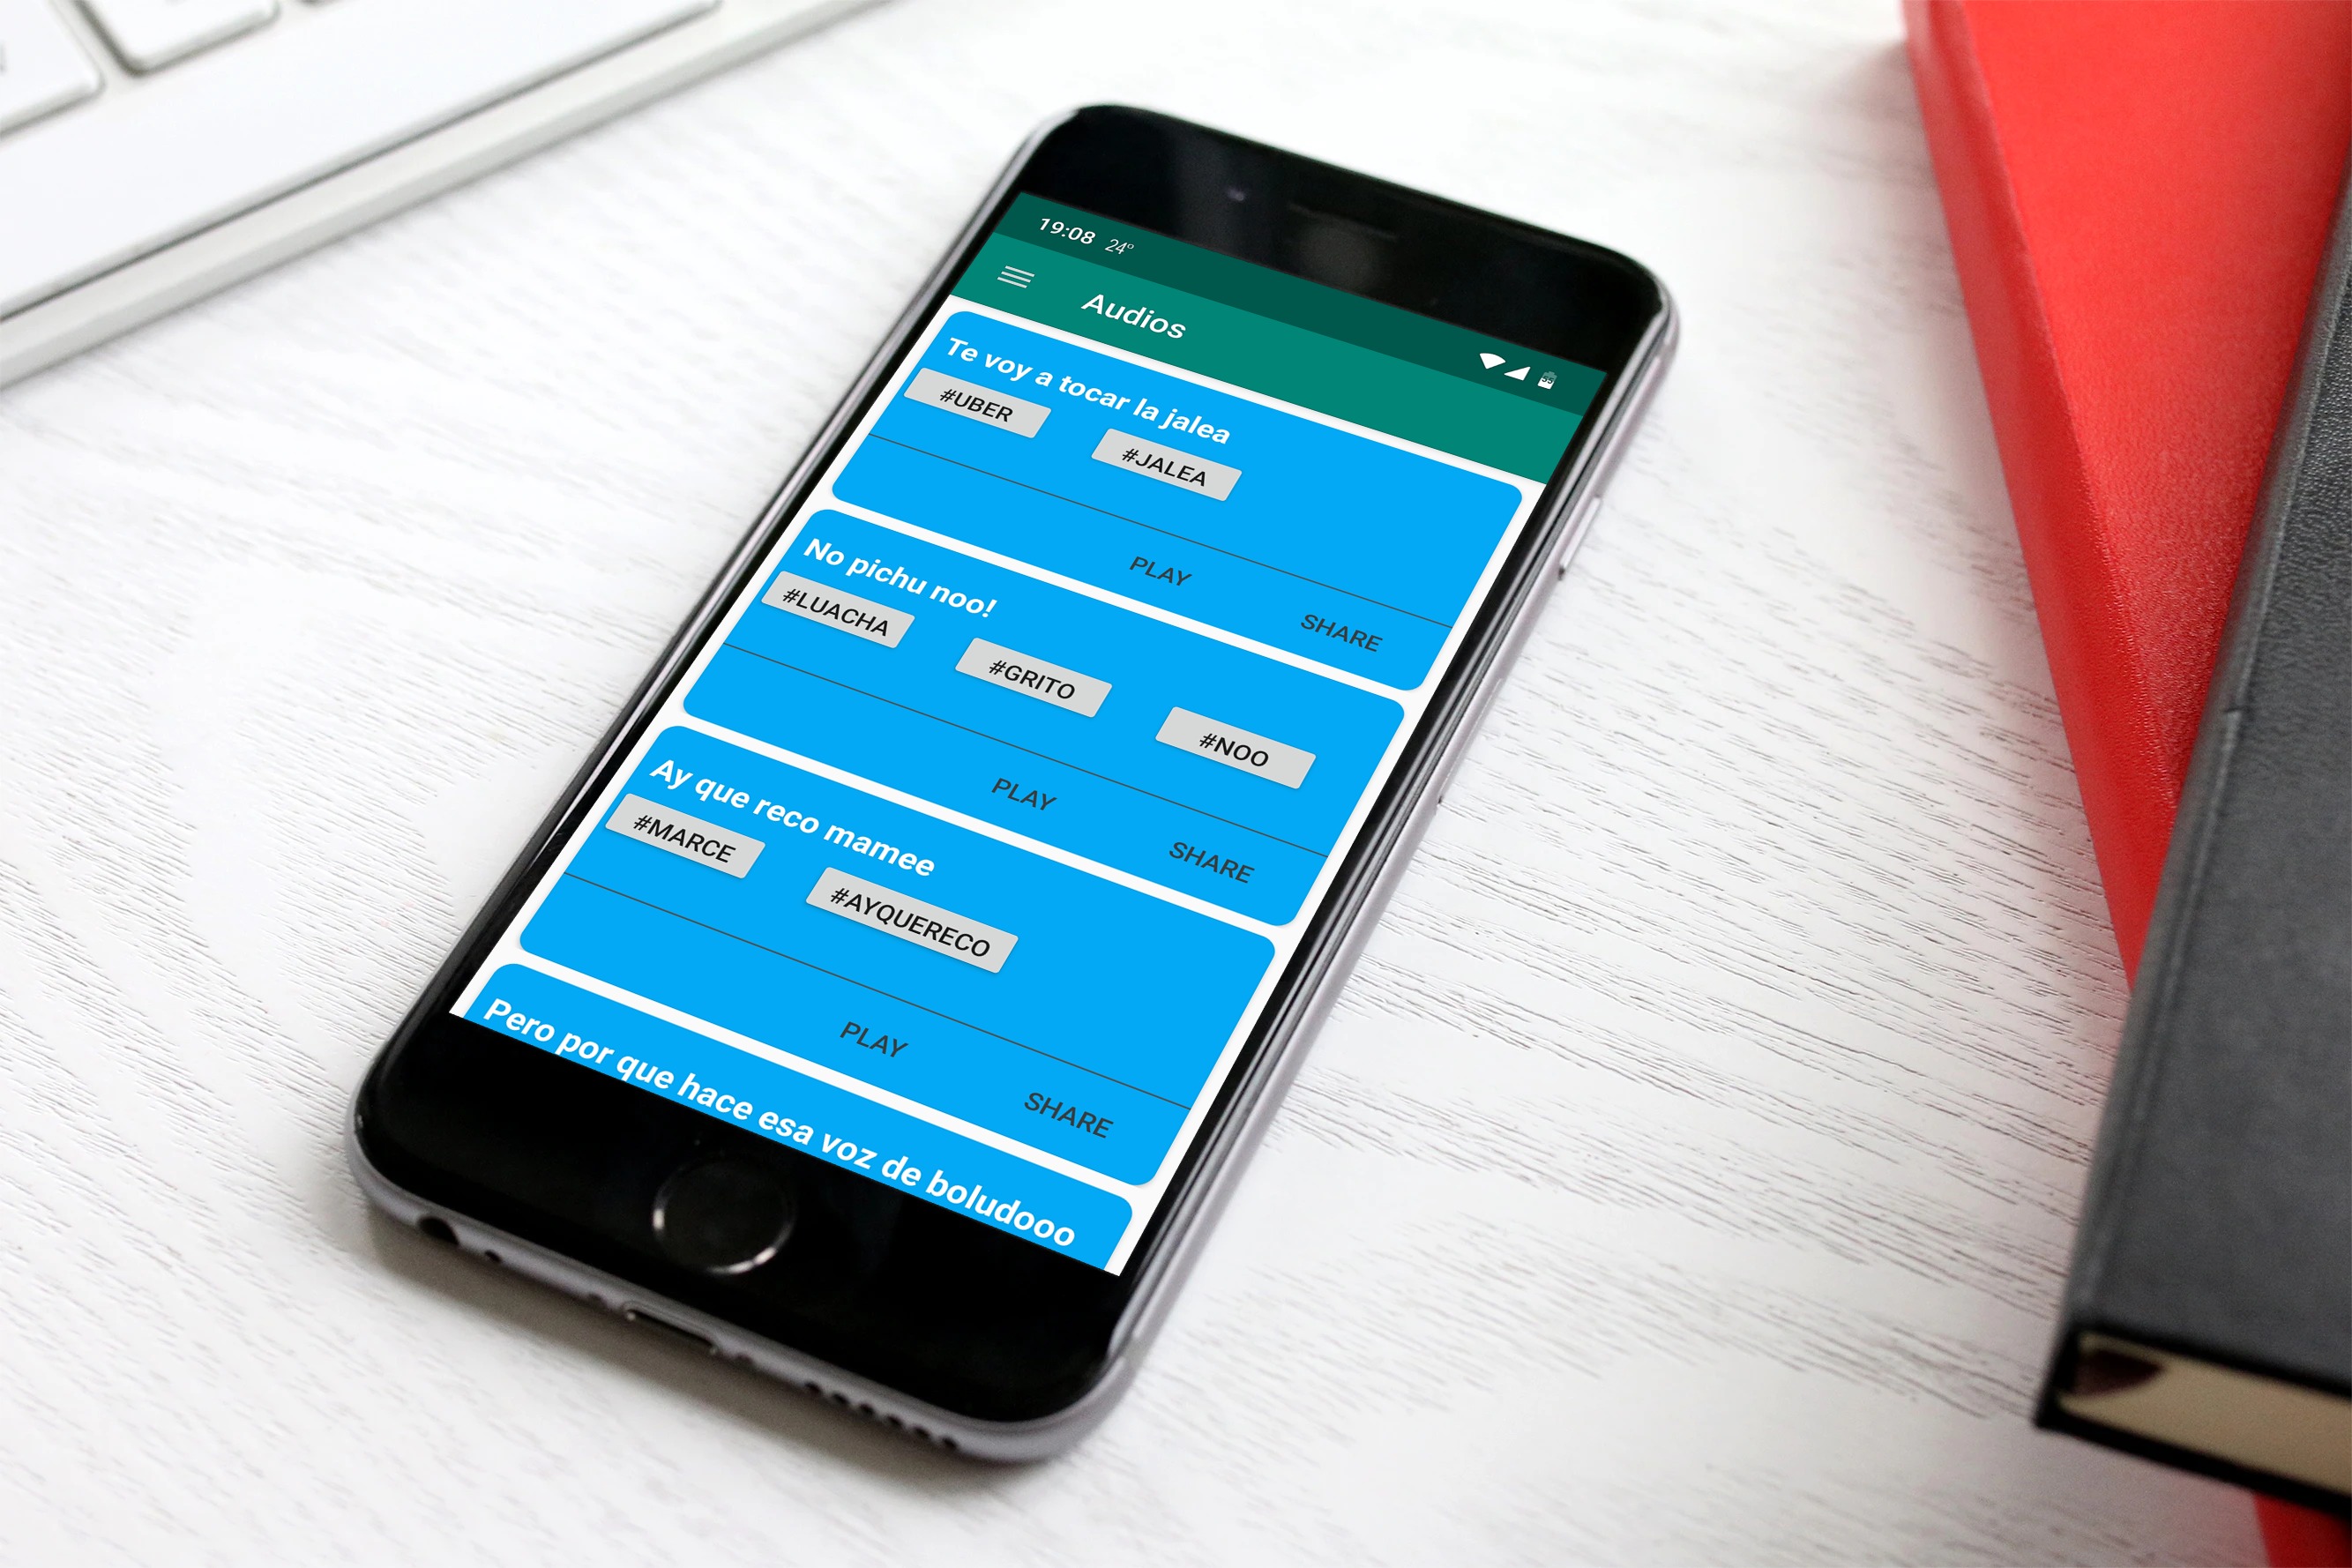 19:08 24°
Audios
Te voy a tocar la jalea
#UBER #JALEA
PLAY SHARE
No pichu noo!
#LUACHA #GRITO #NOO
PLAY SHARE
Ay que reco mamee
#MARCE #AYQUERECO
PLAY SHARE
Pero por que hace esa voz de boludooo